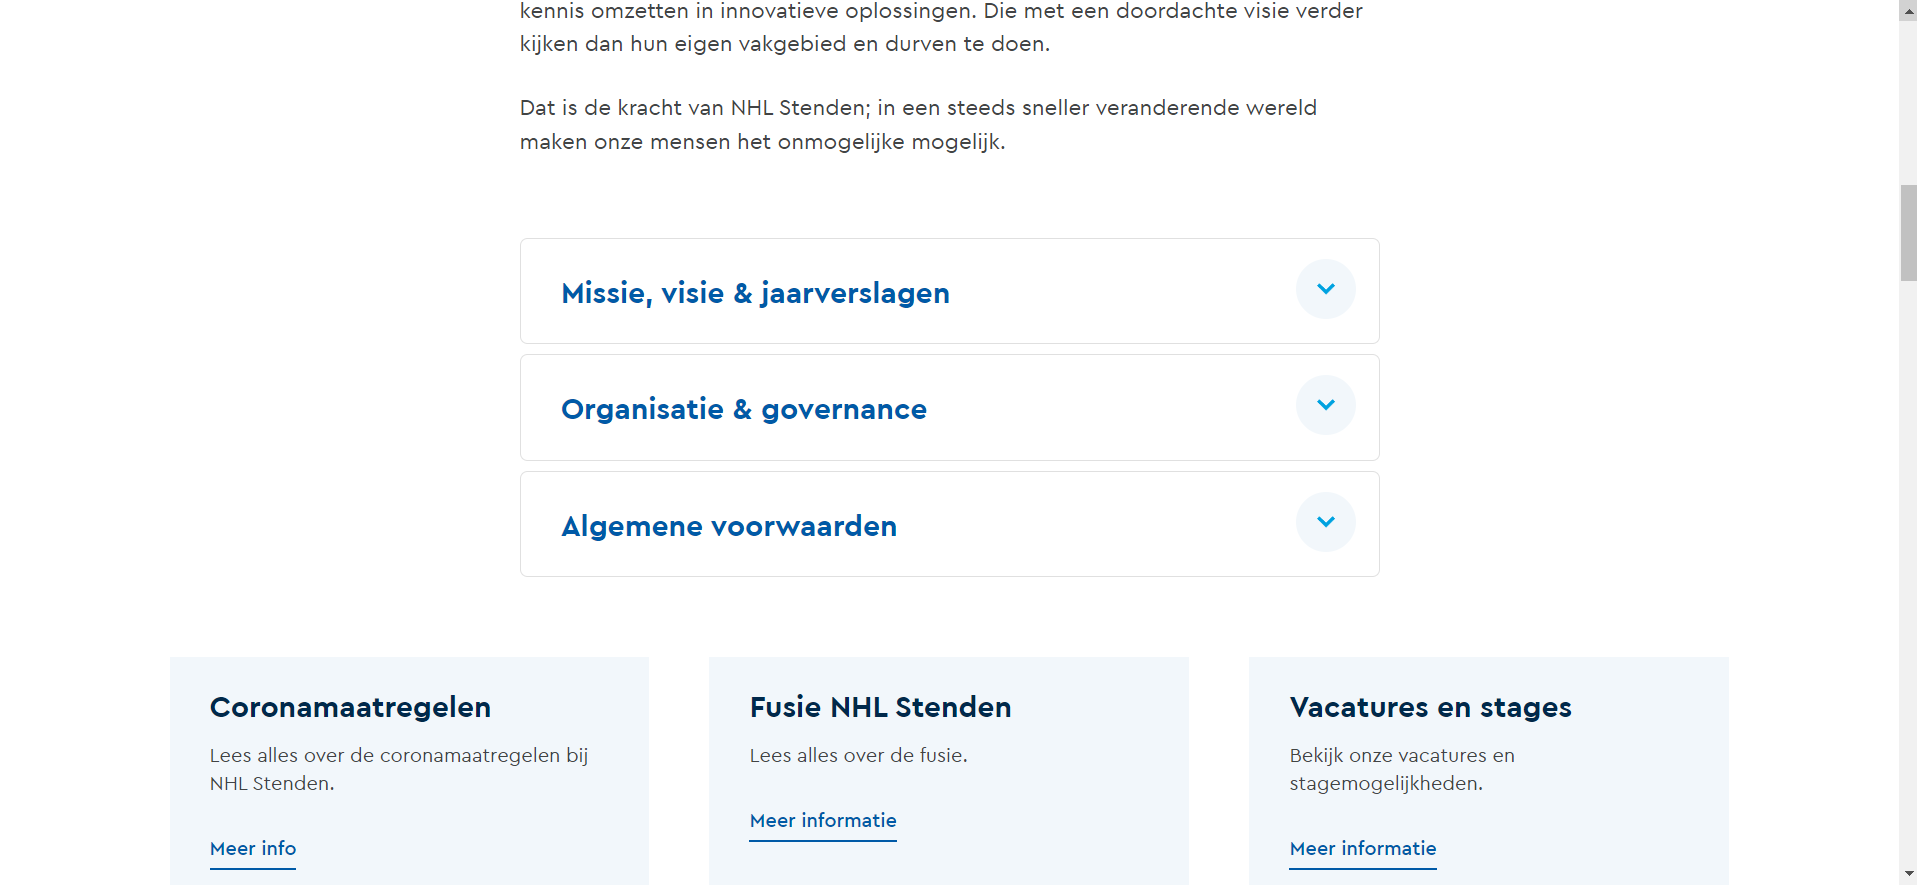 kennis omzetten in innovatieve oplossingen. Die met een doordachte visie verder
kijken dan hun eigen vakgebied en durven te doen.
Dat is de kracht van NHL Stenden; in een steeds sneller veranderende wereld
maken onze mensen het onmogelijke mogelijk.
Missie, visie & jaarverslagen
Organisatie & governance
Algemene voorwaarden
Coronamaatregelen
Lees alles over de coronamaatregelen bij
NHL Stenden.
Meer info
Fusie NHL Stenden
Lees alles over de fusie.
Meer informatie
Vacatures en stages
Bekijk onze vacatures en
stagemogelijkheden.
Meer informatie